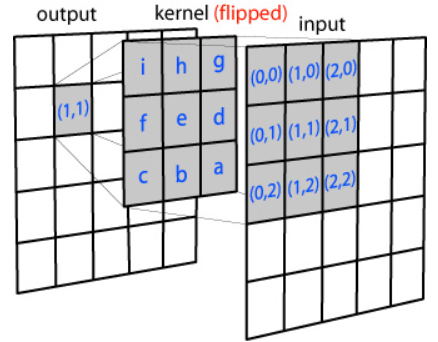 output
kernel (flipped)
input
(1,1)
i h g
f e d
c b a
(0,0) (1,0) (2,0)
(0,1) (1,1) (2,1)
(0,2) (1,2) (2,2)